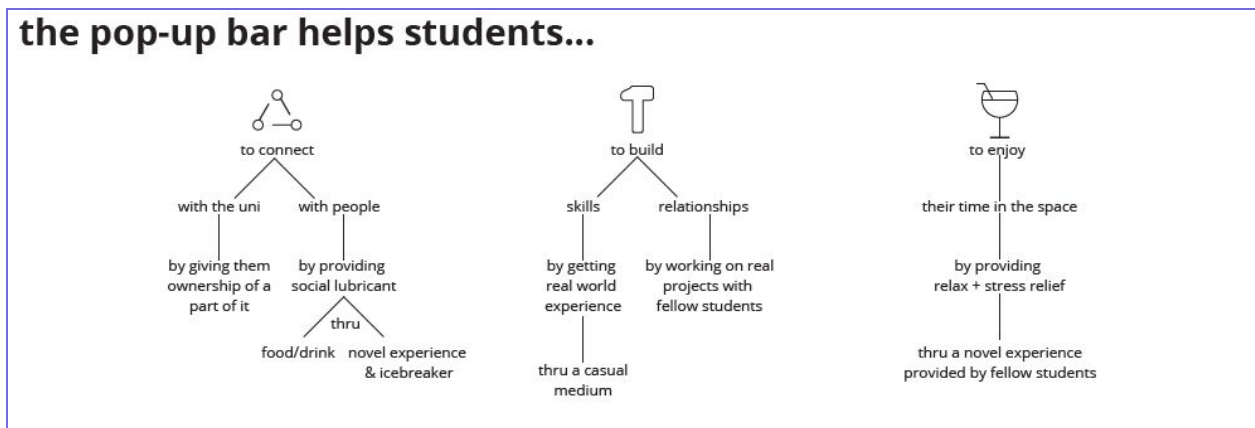 the pop-up bar helps students...
to connect
with the uni
with people
by giving them
ownership of a
part of it
by providing
social lubricant
thru
food/drink
novel experience
& icebreaker
to build
skills
relationships
by getting
real world
experience
by working on real
projects with
fellow students
thru a casual
medium
to enjoy
their time in the space
by providing
relax + stress relief
thru a novel experience
provided by fellow students